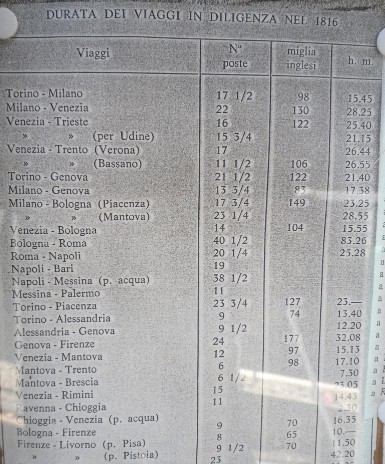 DURATA DEI VIAGGI IN DILIGENZA NEL 1816
Viaggi N° poste miglia inglesi h. m.
Torino - Milano 17 1/2 98 15.45
Milano - Venezia 22 130 28.25
Venezia - Trieste 16 122 25.40
» » (per Udine) 15 3/4 21.15
Venezia - Trento (Verona) 17 26.44
» » (Bassano) 11 1/2 106 26.55
Torino - Genova 21 1/2 122 21.40
Milano - Genova 13 3/4 83 17.38
Milano - Bologna (Piacenza) 17 3/4 149 23.25
» » (Mantova) 23 1/4 28.55
Venezia - Bologna 14 104 15.55
Bologna - Roma 40 1/2 83.26
Roma - Napoli 20 1/4 25.28
Napoli - Bari 19
Napoli - Messina (p. acqua) 38 1/2
Messina - Palermo 11
Torino - Piacenza 23 3/4 127 23.—
Torino - Alessandria 9 74 13.40
Alessandria - Genova 9 1/2 12.20
Genova - Firenze 24 177 32.08
Venezia - Mantova 12 97 15.13
Mantova - Trento 6 98 17.10
Mantova - Brescia 6 1/2 7.30
Venezia - Rimini 15 23.05
Ravenna - Chioggia 11 14.43
Chioggia - Venezia (p. acqua)
Bologna - Firenze 9 70 16.35
Firenze - Livorno (p. Pisa) 8 65 10.—
» » (p. Pistoia) 9 1/2 70 11.50
23 42.20